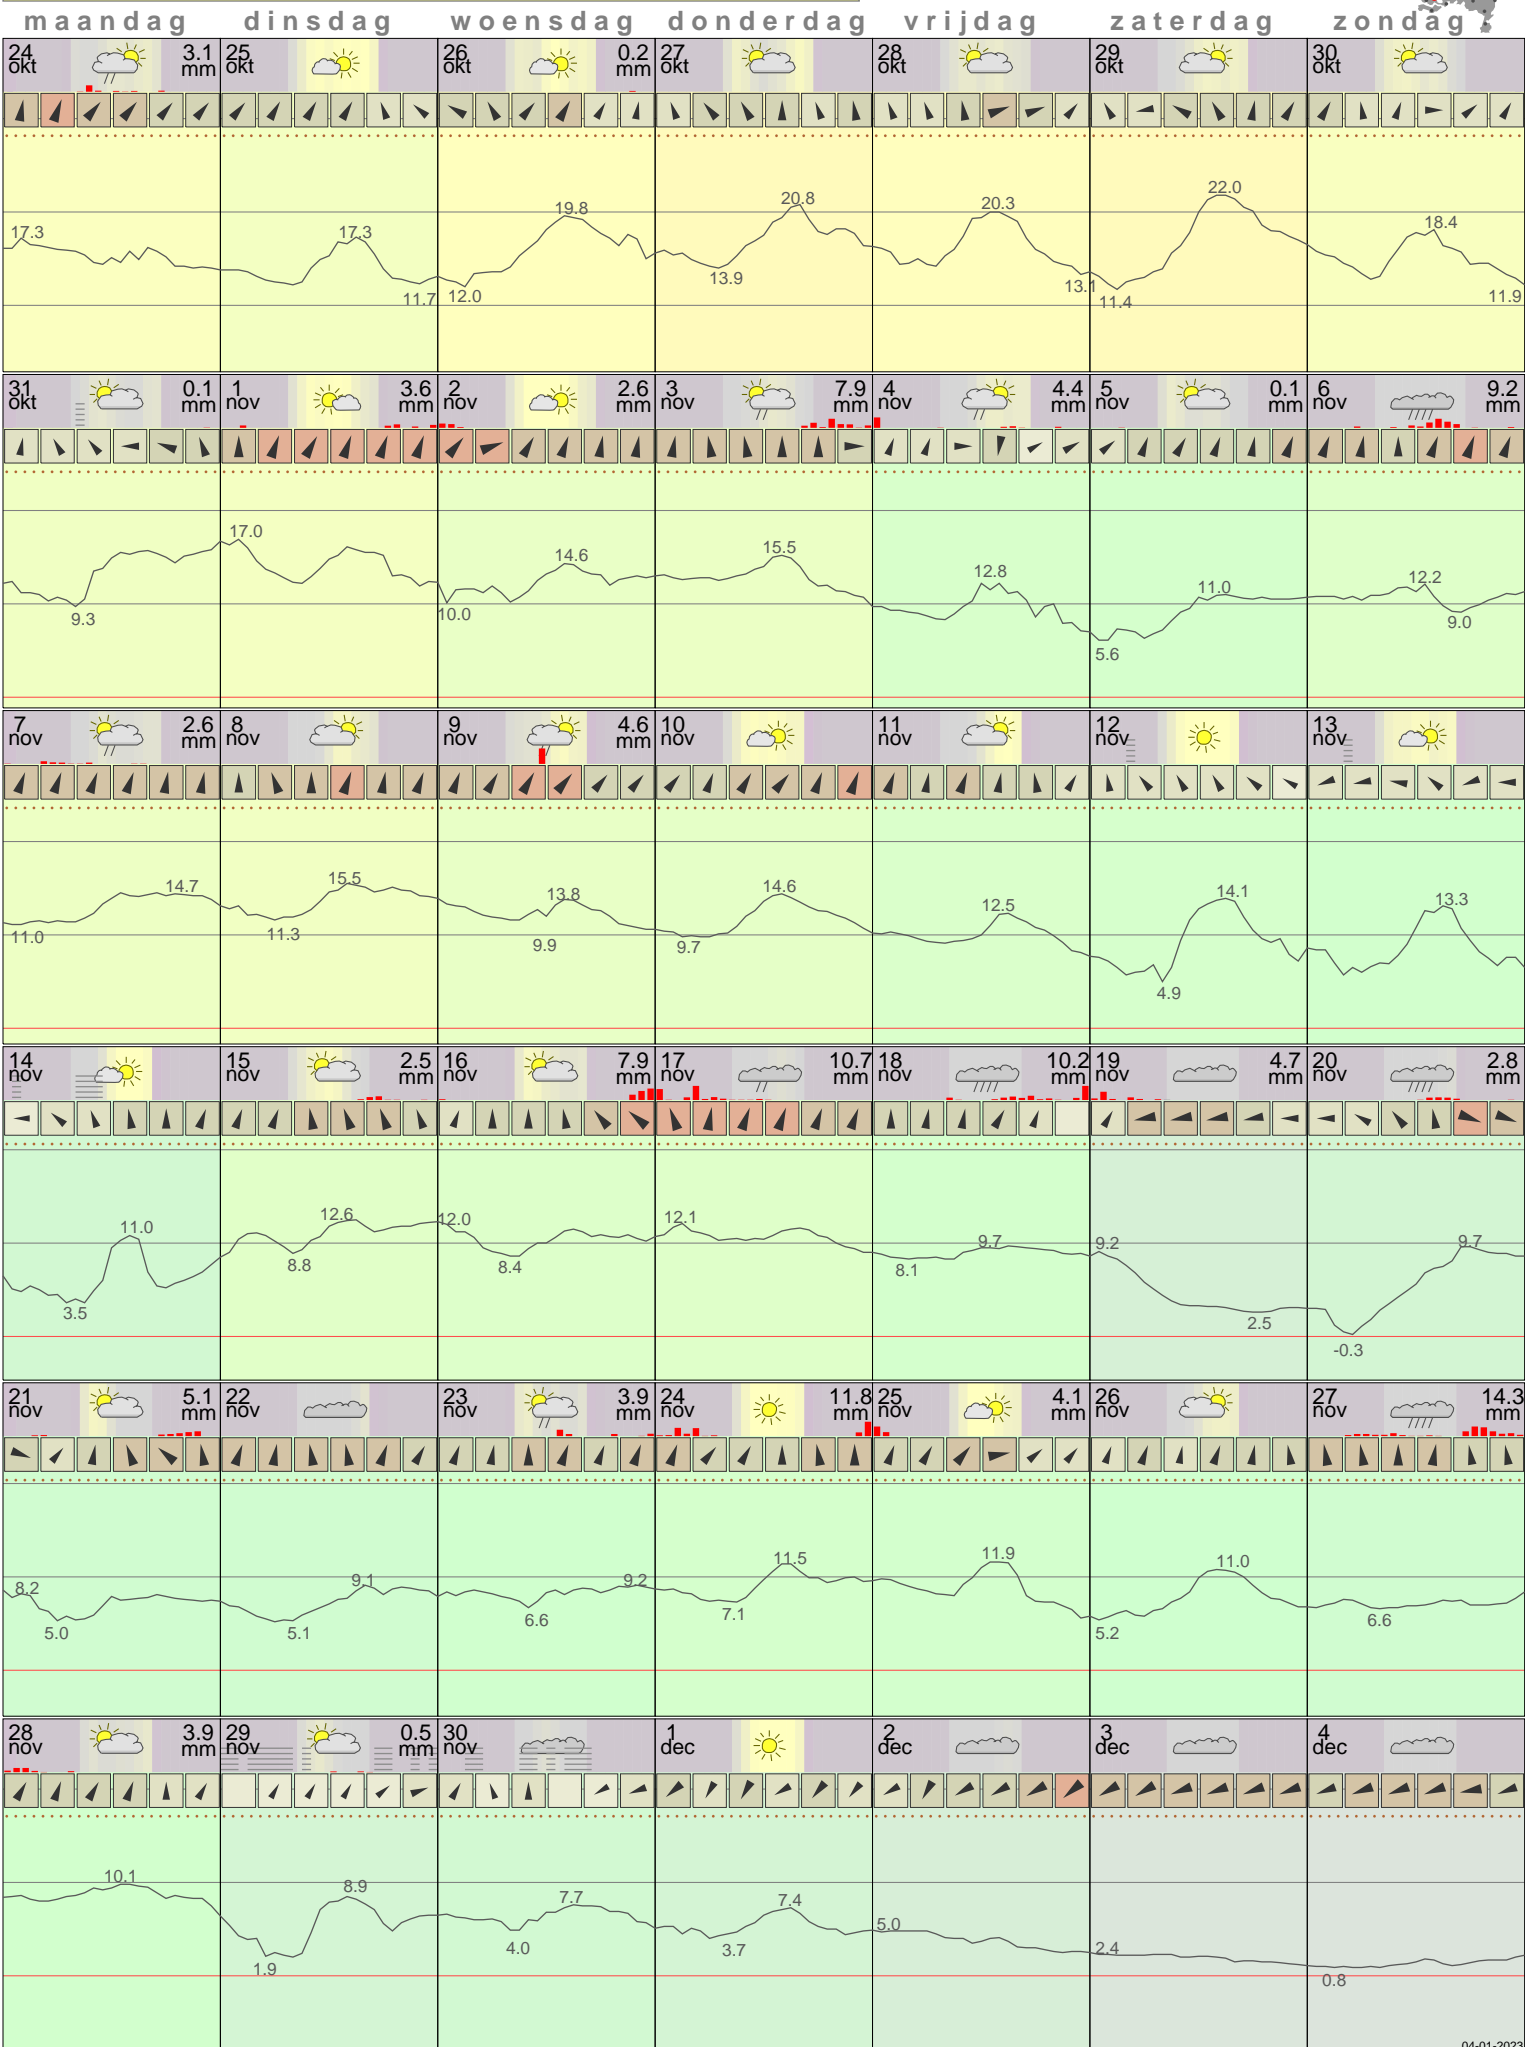 maandag dinsdag woensdag donderdag vrijdag zaterdag zondag
24 3.1 25 26 0.2 27 28 29 30
okt mm okt okt mm okt okt okt okt
17.3 17.3 11.7 12.0 19.8 13.9 20.8 20.3 13.1 11.4 22.0 18.4 11.9
31 0.1 1 3.6 2 2.6 3 7.9 4 4.4 5 0.1 6 9.2
okt mm nov mm nov mm nov mm nov mm nov mm nov mm
9.3 17.0 10.0 14.6 15.5 12.8 5.6 11.0 12.2 9.0
7 2.6 8 9 4.6 10 11 12 13
nov mm nov nov mm nov nov nov nov
11.0 14.7 11.3 15.5 9.9 13.8 9.7 14.6 12.5 4.9 14.1 13.3
14 15 2.5 16 7.9 17 10.7 18 10.2 19 4.7 20 2.8
nov nov mm nov mm nov mm nov mm nov mm nov mm
3.5 11.0 8.8 12.6 12.0 8.4 12.1 8.1 9.7 9.2 2.5 -0.3 9.7
21 5.1 22 23 3.9 24 11.8 25 4.1 26 27 14.3
nov mm nov nov mm nov mm nov mm nov nov mm
8.2 5.0 5.1 9.1 6.6 9.2 7.1 11.5 11.9 5.2 11.0 6.6
28 3.9 29 0.5 30 1 2 3 4
nov mm nov mm nov dec dec dec dec
10.1 1.9 8.9 4.0 7.7 3.7 7.4 5.0 2.4 0.8
04-01-2023